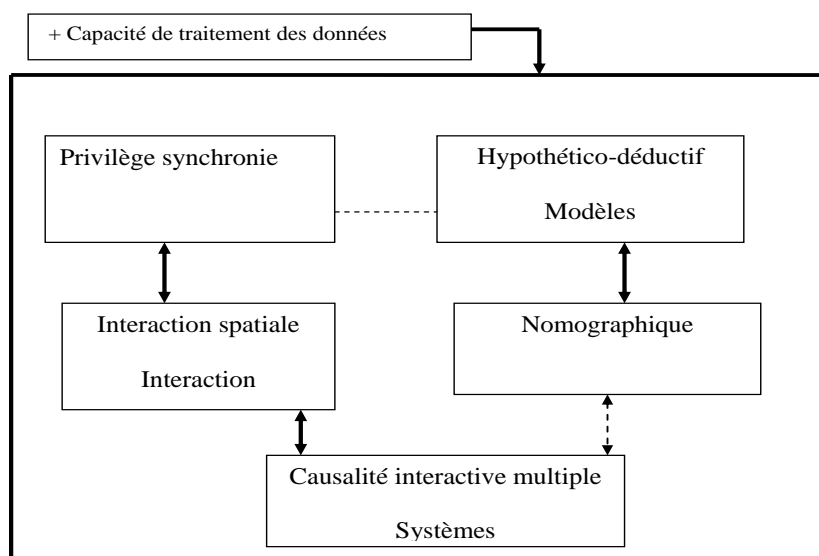 + Capacité de traitement des données
Privilège synchronie
Hypothético-déductif
Modèles
Interaction spatiale
Interaction
Nomographique
Causalité interactive multiple
Systèmes